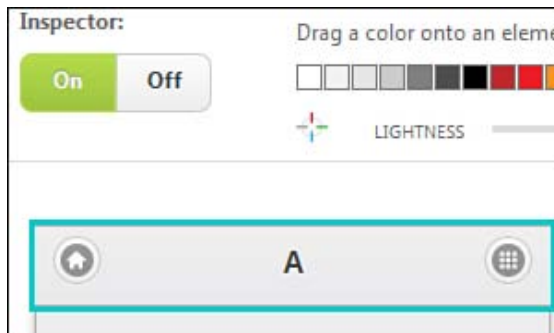 Inspector:
Drag a color onto an eleme
On
Off
LIGHTNESS
A